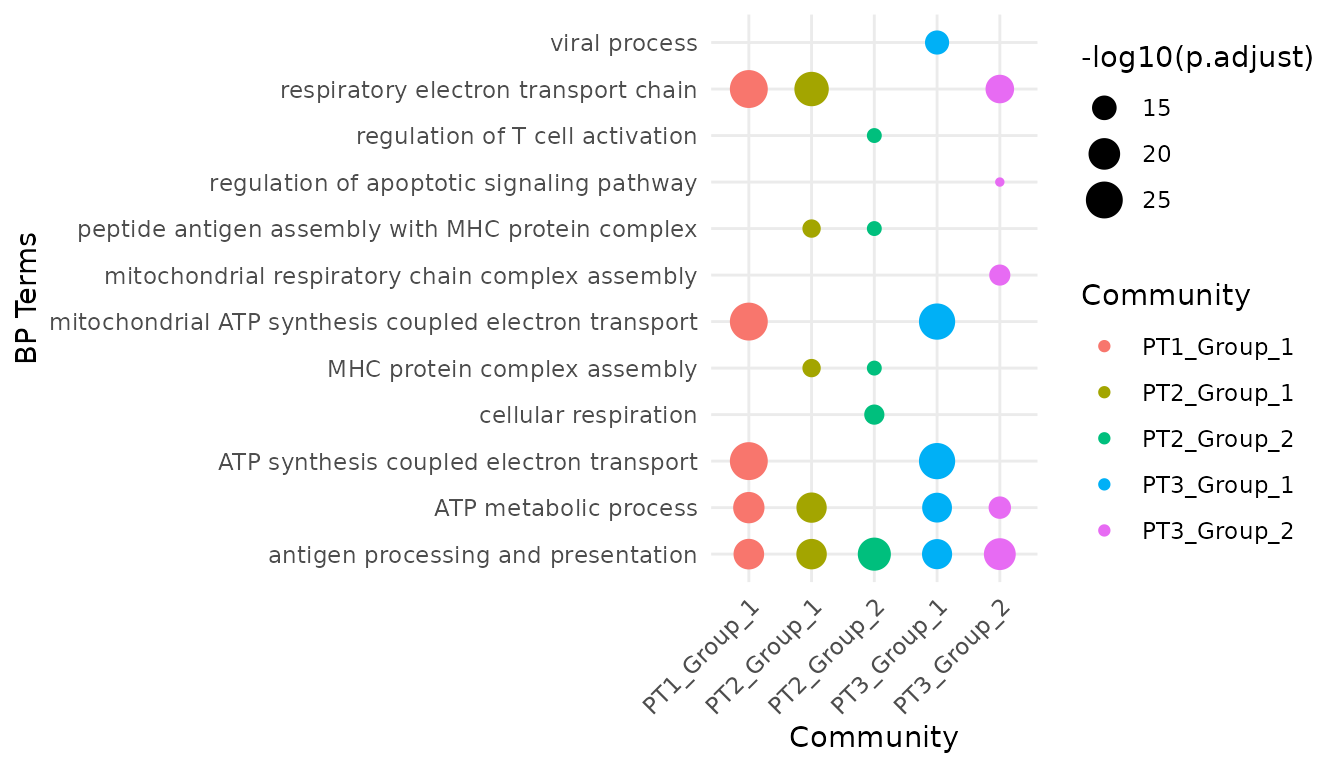 BP Terms
viral process
respiratory electron transport chain
regulation of T cell activation
regulation of apoptotic signaling pathway
peptide antigen assembly with MHC protein complex
mitochondrial respiratory chain complex assembly
mitochondrial ATP synthesis coupled electron transport
MHC protein complex assembly
cellular respiration
ATP synthesis coupled electron transport
ATP metabolic process
antigen processing and presentation
PT1_Group_1
PT2_Group_1
PT2_Group_2
PT3_Group_1
PT3_Group_2
Community
-log10(p.adjust)
15
20
25
Community
PT1_Group_1
PT2_Group_1
PT2_Group_2
PT3_Group_1
PT3_Group_2